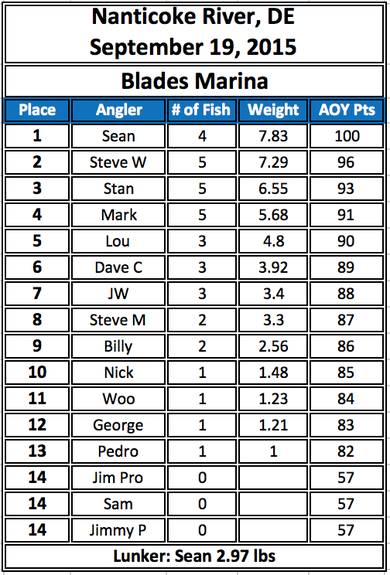 Nanticoke River, DE
September 19, 2015
Blades Marina
Place Angler # of Fish Weight AOY Pts
1 Sean 4 7.83 100
2 Steve W 5 7.29 96
3 Stan 5 6.55 93
4 Mark 5 5.68 91
5 Lou 3 4.8 90
6 Dave C 3 3.92 89
7 JW 3 3.4 88
8 Steve M 2 3.3 87
9 Billy 2 2.56 86
10 Nick 1 1.48 85
11 Woo 1 1.23 84
12 George 1 1.21 83
13 Pedro 1 1 82
14 Jim Pro 0 57
14 Sam 0 57
14 Jimmy P 0 57
Lunker: Sean 2.97 lbs